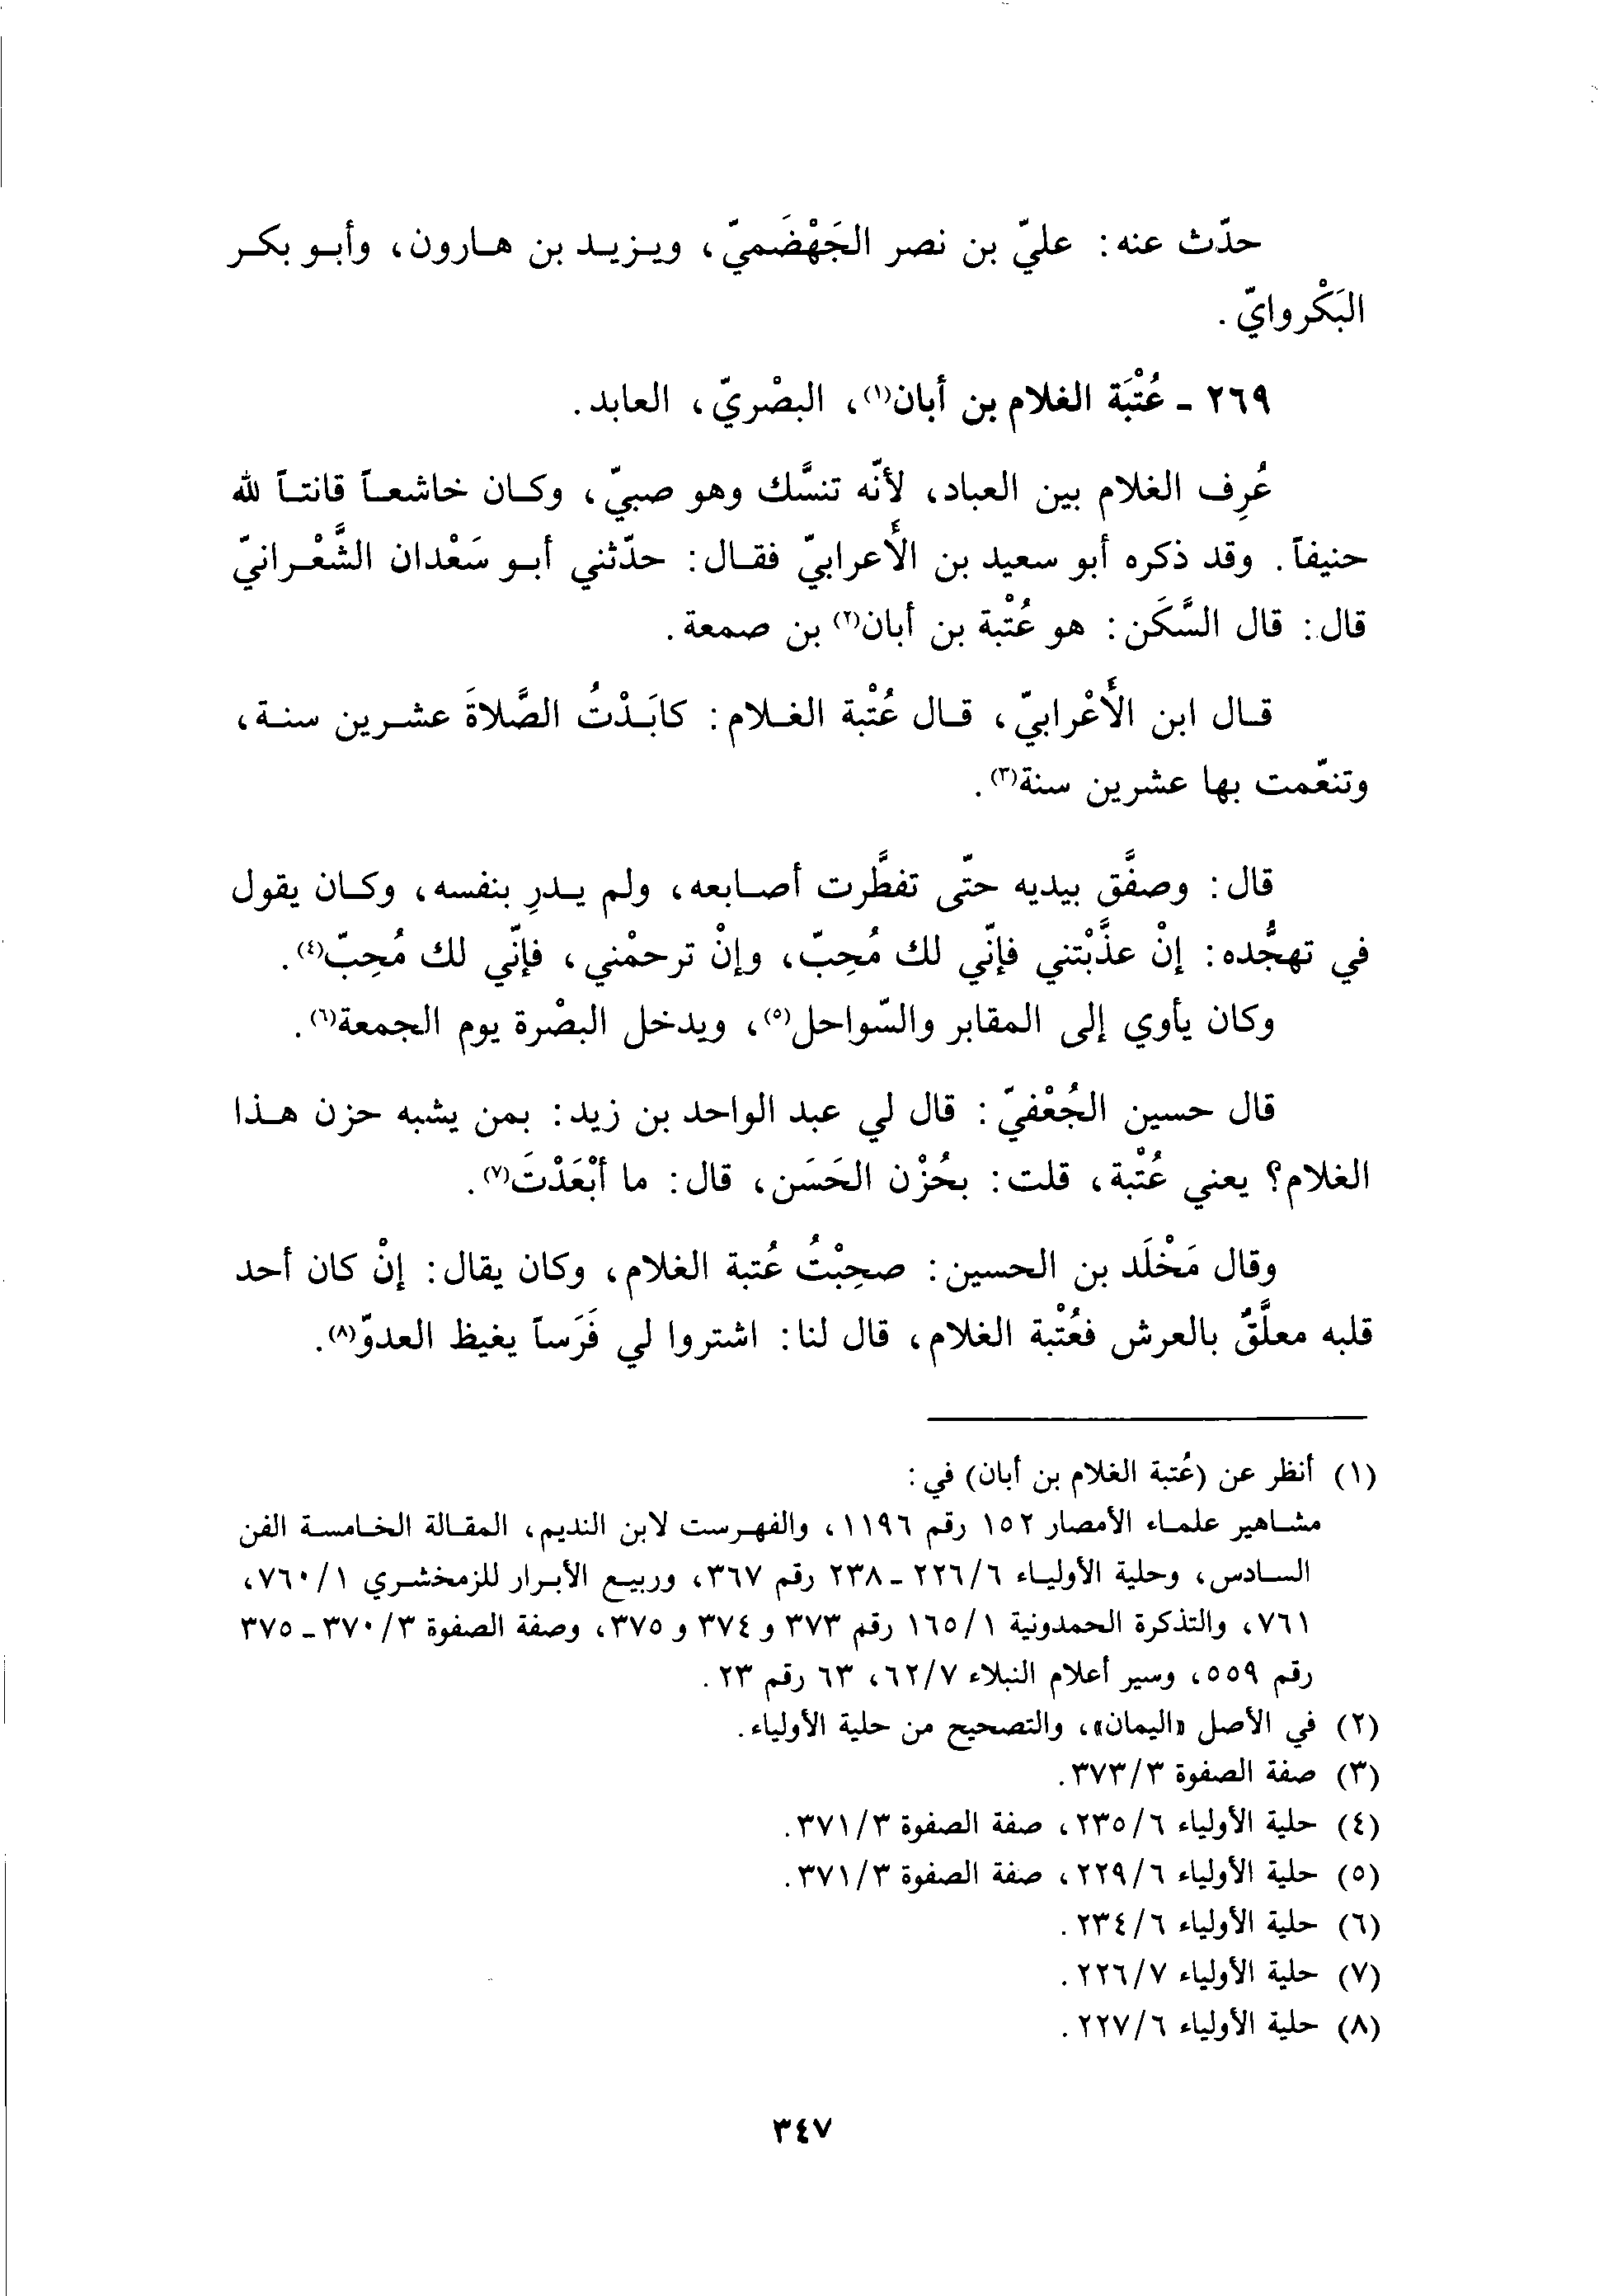 حدّث عنه: عليّ بن نصر الجَهْضَميّ، ويزيد بن هارون، وأبو بكر
البَكْروايّ.
٢٦٩ - عُتْبَة الغلام بن أبان(١)، البصْريّ، العابد.
عُرِف الغلام بين العباد، لأنّه تنسَّك وهو صبيّ، وكان خاشعاً قانتاً لله
حنيفاً. وقد ذكره أبو سعيد بن الأَعرابيّ فقال: حدّثني أبو سَعْدان الشَّعْرانيّ
قال: قال السَّكَن: هو عُتْبة بن أبان(٢) بن صمعة.
قال ابن الأَعْرابيّ، قال عُتْبة الغلام: كابَدْتُ الصَّلاةَ عشرين سنة،
وتنعّمت بها عشرين سنة(٣).
قال: وصفَّق بيديه حتّى تفطَّرت أصابعه، ولم يدرِ بنفسه، وكان يقول
في تهجُّده: إنْ عذَّبْتني فإنّي لك مُحِبّ، وإنْ ترحمْني، فإنّي لك مُحِبّ(٤).
وكان يأوي إلى المقابر والسّواحل(٥)، ويدخل البصْرة يوم الجمعة(٦).
قال حسين الجُعْفيّ: قال لي عبد الواحد بن زيد: بمن يشبه حزن هذا
الغلام؟ يعني عُتْبة، قلت: بحُزْن الحَسَن، قال: ما أبْعَدْتَ(٧).
وقال مَخْلَد بن الحسين: صحِبْتُ عُتبة الغلام، وكان يقال: إنْ كان أحد
قلبه معلَّقٌ بالعرش فعُتْبة الغلام، قال لنا: اشتروا لي فَرَساً يغيظ العدوّ(٨).
(١) أنظر عن (عُتبة الغلام بن أبان) في:
مشاهير علماء الأمصار ١٥٢ رقم ١١٩٦، والفهرست لابن النديم، المقالة الخامسة الفن
السادس، وحلية الأولياء ٢٢٦/٦ - ٢٣٨ رقم ٣٦٧، وربيع الأبرار للزمخشري ٧٦٠/١،
٧٦١، والتذكرة الحمدونية ١٦٥/١ رقم ٣٧٣ و ٣٧٤ و ٣٧٥، وصفة الصفوة ٣٧٠/٣ - ٣٧٥
رقم ٥٥٩، وسير أعلام النبلاء ٦٢/٧، ٦٣ رقم ٢٣.
(٢) في الأصل «اليمان»، والتصحيح من حلية الأولياء.
(٣) صفة الصفوة ٣٧٣/٣.
(٤) حلية الأولياء ٢٣٥/٦، صفة الصفوة ٣٧١/٣.
(٥) حلية الأولياء ٢٢٩/٦، صفة الصفوة ٣٧١/٣.
(٦) حلية الأولياء ٢٣٤/٦.
(٧) حلية الأولياء ٢٢٦/٧.
(٨) حلية الأولياء ٢٢٧/٦.
٣٤٧